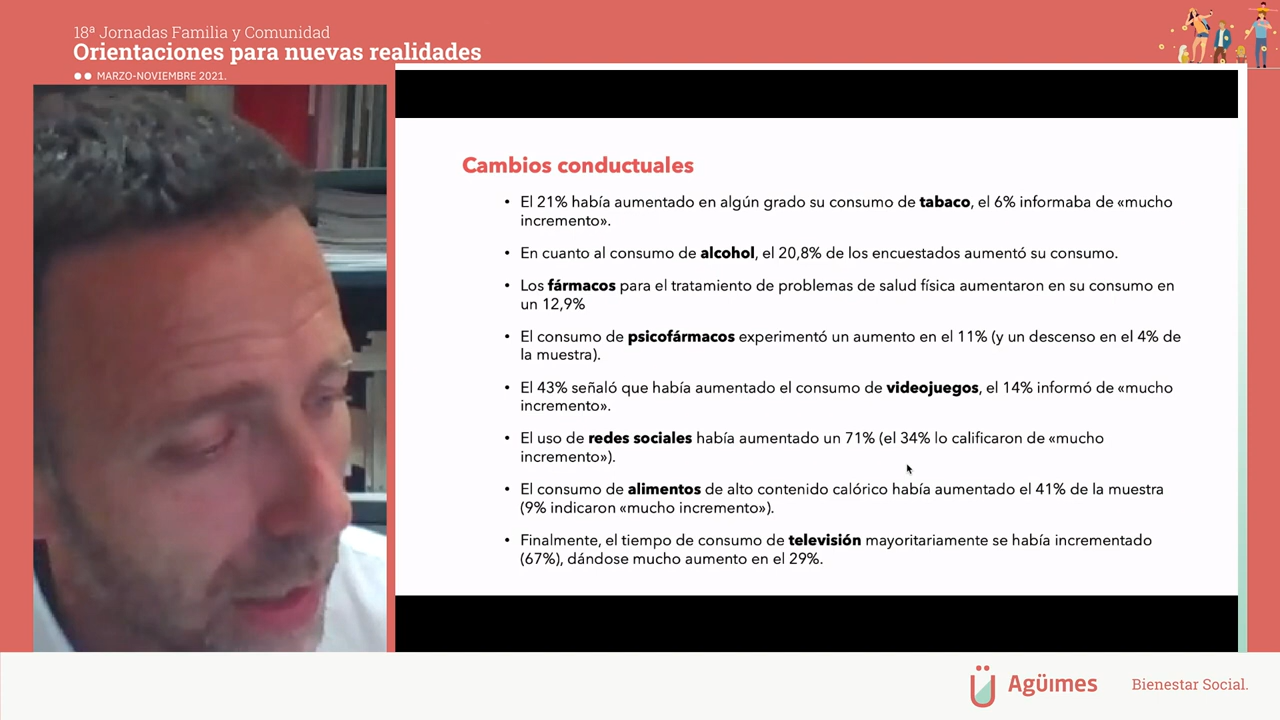 18ª Jornadas Familia y Comunidad
Orientaciones para nuevas realidades
MARZO-NOVIEMBRE 2021.
Cambios conductuales
• El 21% había aumentado en algún grado su consumo de tabaco, el 6% informaba de «mucho
incremento».
• En cuanto al consumo de alcohol, el 20,8% de los encuestados aumentó su consumo.
• Los fármacos para el tratamiento de problemas de salud física aumentaron en su consumo en
un 12,9%
• El consumo de psicofármacos experimentó un aumento en el 11% (y un descenso en el 4% de
la muestra).
• El 43% señaló que había aumentado el consumo de videojuegos, el 14% informó de «mucho
incremento».
• El uso de redes sociales había aumentado un 71% (el 34% lo calificaron de «mucho
incremento»).
• El consumo de alimentos de alto contenido calórico había aumentado el 41% de la muestra
(9% indicaron «mucho incremento»).
• Finalmente, el tiempo de consumo de televisión mayoritariamente se había incrementado
(67%), dándose mucho aumento en el 29%.
Agüimes
Bienestar Social.